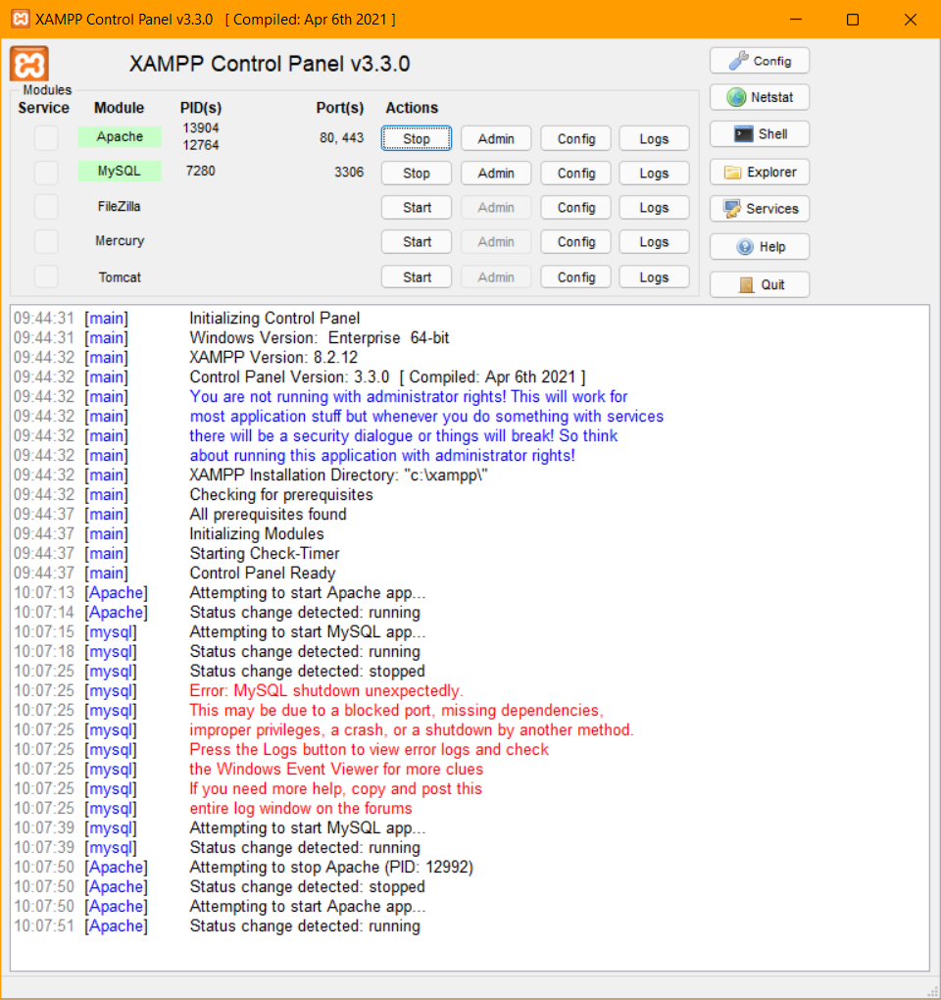 XAMPP Control Panel v3.3.0 [ Compiled: Apr 6th 2021 ]
XAMPP Control Panel v3.3.0
Config
Modules
Service Module PID(s) Port(s) Actions
Netstat
Apache 13904 12764 80, 443 Stop Admin Config Logs
Shell
MySQL 7280 3306 Stop Admin Config Logs
Explorer
FileZilla Start Admin Config Logs
Services
Mercury Start Admin Config Logs
Help
Tomcat Start Admin Config Logs
Quit
09:44:31 [main] Initializing Control Panel
09:44:31 [main] Windows Version: Enterprise 64-bit
09:44:32 [main] XAMPP Version: 8.2.12
09:44:32 [main] Control Panel Version: 3.3.0 [ Compiled: Apr 6th 2021 ]
09:44:32 [main] You are not running with administrator rights! This will work for
09:44:32 [main] most application stuff but whenever you do something with services
09:44:32 [main] there will be a security dialogue or things will break! So think
09:44:32 [main] about running this application with administrator rights!
09:44:32 [main] XAMPP Installation Directory: "c:\xampp\"
09:44:32 [main] Checking for prerequisites
09:44:37 [main] All prerequisites found
09:44:37 [main] Initializing Modules
09:44:37 [main] Starting Check-Timer
09:44:37 [main] Control Panel Ready
10:07:13 [Apache] Attempting to start Apache app...
10:07:14 [Apache] Status change detected: running
10:07:15 [mysql] Attempting to start MySQL app...
10:07:18 [mysql] Status change detected: running
10:07:25 [mysql] Status change detected: stopped
10:07:25 [mysql] Error: MySQL shutdown unexpectedly.
10:07:25 [mysql] This may be due to a blocked port, missing dependencies,
10:07:25 [mysql] improper privileges, a crash, or a shutdown by another method.
10:07:25 [mysql] Press the Logs button to view error logs and check
10:07:25 [mysql] the Windows Event Viewer for more clues
10:07:25 [mysql] If you need more help, copy and post this
10:07:25 [mysql] entire log window on the forums
10:07:39 [mysql] Attempting to start MySQL app...
10:07:39 [mysql] Status change detected: running
10:07:50 [Apache] Attempting to stop Apache (PID: 12992)
10:07:50 [Apache] Status change detected: stopped
10:07:50 [Apache] Attempting to start Apache app...
10:07:51 [Apache] Status change detected: running